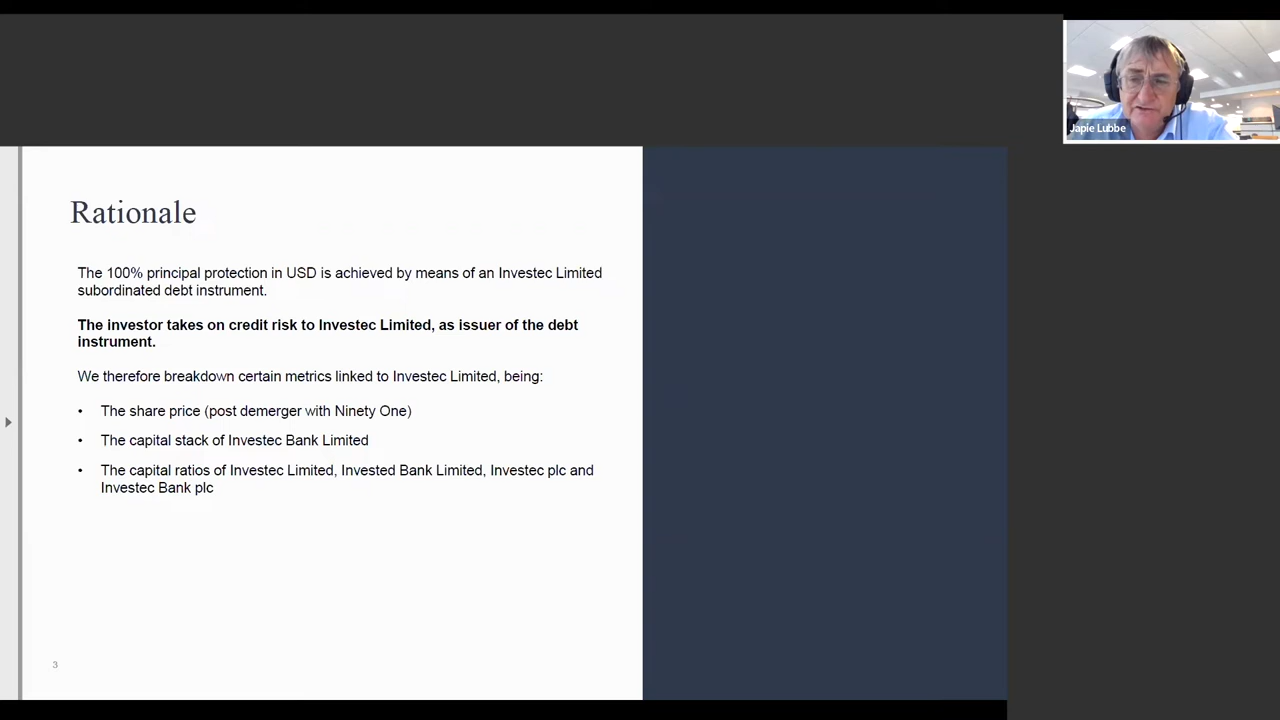 Japie Lubbe
Rationale
The 100% principal protection in USD is achieved by means of an Investec Limited
subordinated debt instrument.
The investor takes on credit risk to Investec Limited, as issuer of the debt
instrument.
We therefore breakdown certain metrics linked to Investec Limited, being:
• The share price (post demerger with Ninety One)
• The capital stack of Investec Bank Limited
• The capital ratios of Investec Limited, Invested Bank Limited, Investec plc and
Investec Bank plc
3